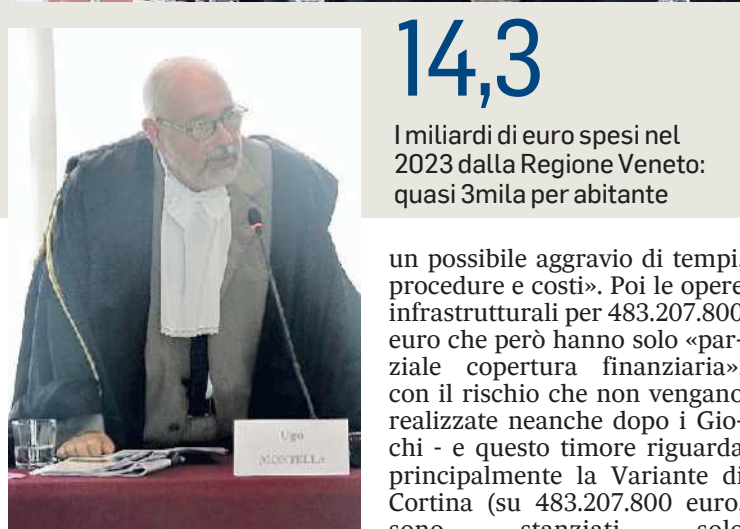 14,3
I miliardi di euro spesi nel
2023 dalla Regione Veneto:
quasi 3mila per abitante
un possibile aggravio di tempi,
procedure e costi». Poi le opere
infrastrutturali per 483.207.800
euro che però hanno solo «par-
ziale copertura finanziaria»,
con il rischio che non vengano
realizzate neanche dopo i Gio-
chi - e questo timore riguarda
principalmente la Variante di
Cortina (su 483.207.800 euro,
sono stanziati solo
Ugo
MONTELLA